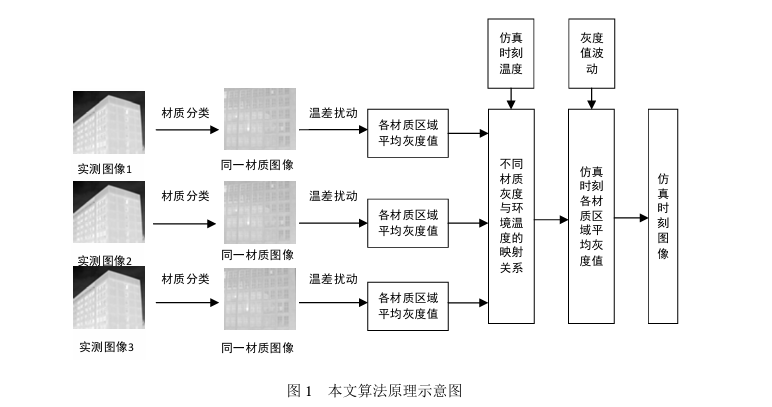 仿真
时刻
温度
灰度
值波
动
材质分类
温差扰动
各材质区域
平均灰度值
实测图像1
同一材质图像
材质分类
温差扰动
各材质区域
平均灰度值
实测图像2
同一材质图像
材质分类
温差扰动
各材质区域
平均灰度值
实测图像3
同一材质图像
不同
材质
灰度
与环
境温
度的
映射
关系
仿真
时刻
各材
质区
域平
均灰
度值
仿
真
时
刻
图
像
图 1 本文算法原理示意图